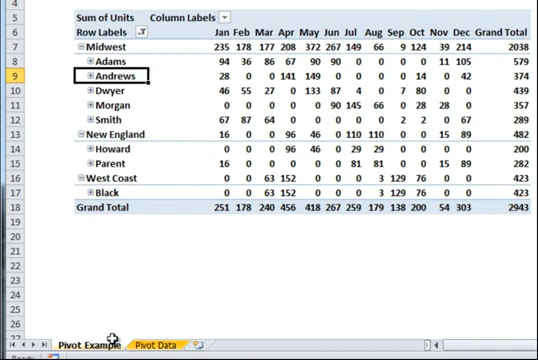 4
5 Sum of Units Column Labels
6 Row Labels Jan Feb Mar Apr May Jun Jul Aug Sep Oct Nov Dec Grand Total
7 Midwest 235 178 177 208 372 267 149 66 9 124 39 214 2038
8 Adams 94 36 86 67 90 90 0 0 0 0 11 105 579
9 Andrews 28 0 0 141 149 0 0 0 0 14 0 42 374
10 Dwyer 46 55 27 0 133 87 4 0 7 80 0 0 439
11 Morgan 0 0 0 0 0 90 145 66 0 28 28 0 357
12 Smith 67 87 64 0 0 0 0 0 2 2 0 67 289
13 New England 16 0 0 96 46 0 110 110 0 0 15 89 482
14 Howard 0 0 0 96 46 0 29 29 0 0 0 0 200
15 Parent 16 0 0 0 0 0 81 81 0 0 15 89 282
16 West Coast 0 0 63 152 0 0 0 3 129 76 0 0 423
17 Black 0 0 63 152 0 0 0 3 129 76 0 0 423
18 Grand Total 251 178 240 456 418 267 259 179 138 200 54 303 2943
19
20
21
22
23
24
25
26
27
Pivot Example Pivot Data
Ready